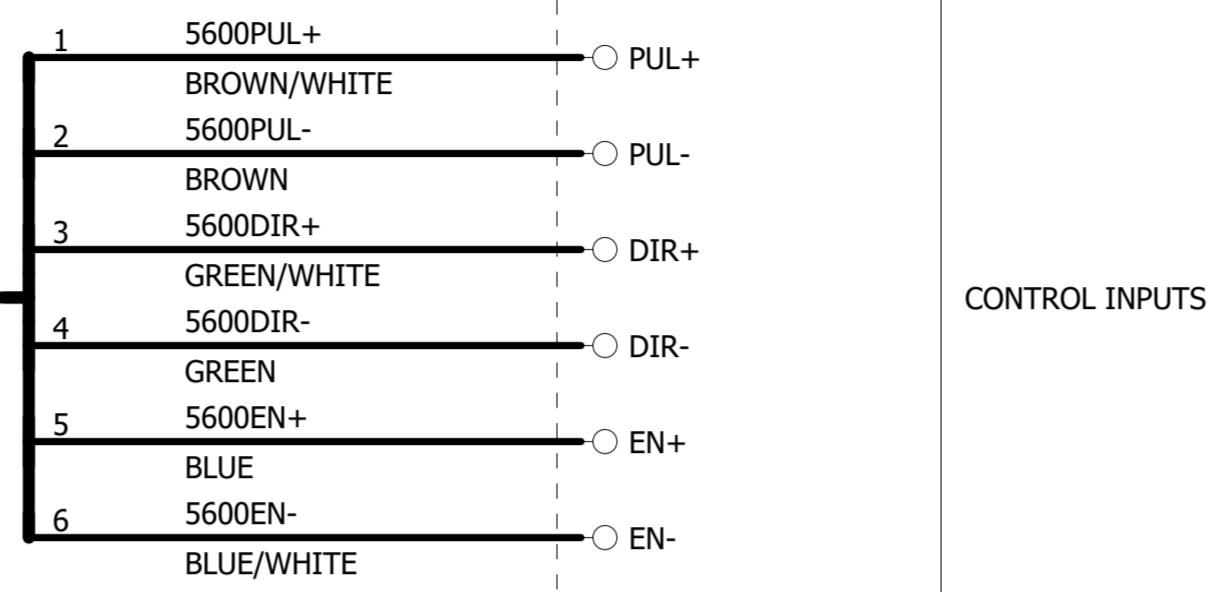 1 5600PUL+
PUL+
BROWN/WHITE
2 5600PUL-
PUL-
BROWN
3 5600DIR+
DIR+
GREEN/WHITE
CONTROL INPUTS
4 5600DIR-
DIR-
GREEN
5 5600EN+
EN+
BLUE
6 5600EN-
EN-
BLUE/WHITE